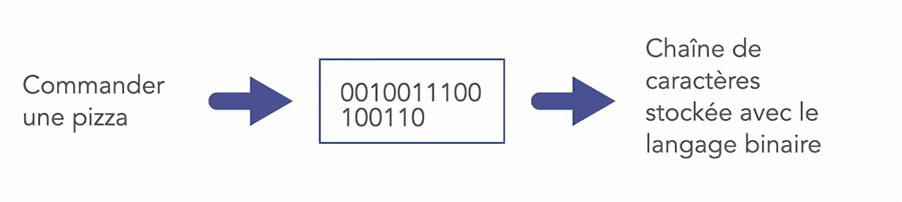 Commander
une pizza
0010011100
100110
Chaîne de
caractères
stockée avec le
langage binaire